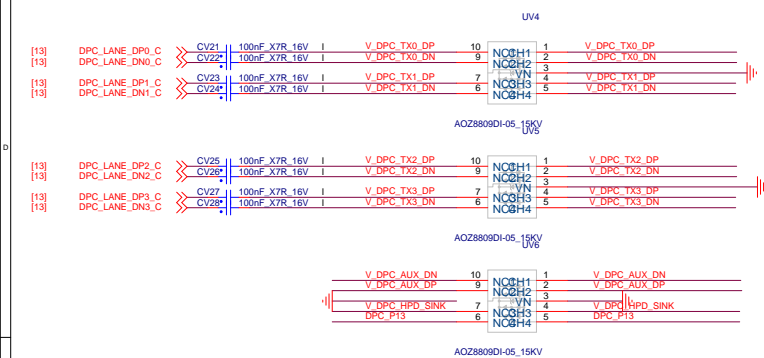 UV4
[13] DPC_LANE_DP0_C CV21 100nF_X7R_16V I V_DPC_TX0_DP 10 NC CH1 1 V_DPC_TX0_DP
[13] DPC_LANE_DN0_C CV22 100nF_X7R_16V V_DPC_TX0_DN 9 NC CH2 2 V_DPC_TX0_DN
VN 3
[13] DPC_LANE_DP1_C CV23 100nF_X7R_16V I V_DPC_TX1_DP 7 NC CH3 4 V_DPC_TX1_DP
[13] DPC_LANE_DN1_C CV24 100nF_X7R_16V V_DPC_TX1_DN 6 NC CH4 5 V_DPC_TX1_DN
AOZ8809DI-05_15KV
UV5
D
[13] DPC_LANE_DP2_C CV25 100nF_X7R_16V I V_DPC_TX2_DP 10 NC CH1 1 V_DPC_TX2_DP
[13] DPC_LANE_DN2_C CV26 100nF_X7R_16V V_DPC_TX2_DN 9 NC CH2 2 V_DPC_TX2_DN
VN 3
[13] DPC_LANE_DP3_C CV27 100nF_X7R_16V I V_DPC_TX3_DP 7 NC CH3 4 V_DPC_TX3_DP
[13] DPC_LANE_DN3_C CV28 100nF_X7R_16V V_DPC_TX3_DN 6 NC CH4 5 V_DPC_TX3_DN
AOZ8809DI-05_15KV
UV6
V_DPC_AUX_DN 10 NC CH1 1 V_DPC_AUX_DN
V_DPC_AUX_DP 9 NC CH2 2 V_DPC_AUX_DP
VN 3
V_DPC_HPD_SINK 7 NC CH3 4 V_DPC_HPD_SINK
DPC_P13 6 NC CH4 5 DPC_P13
AOZ8809DI-05_15KV